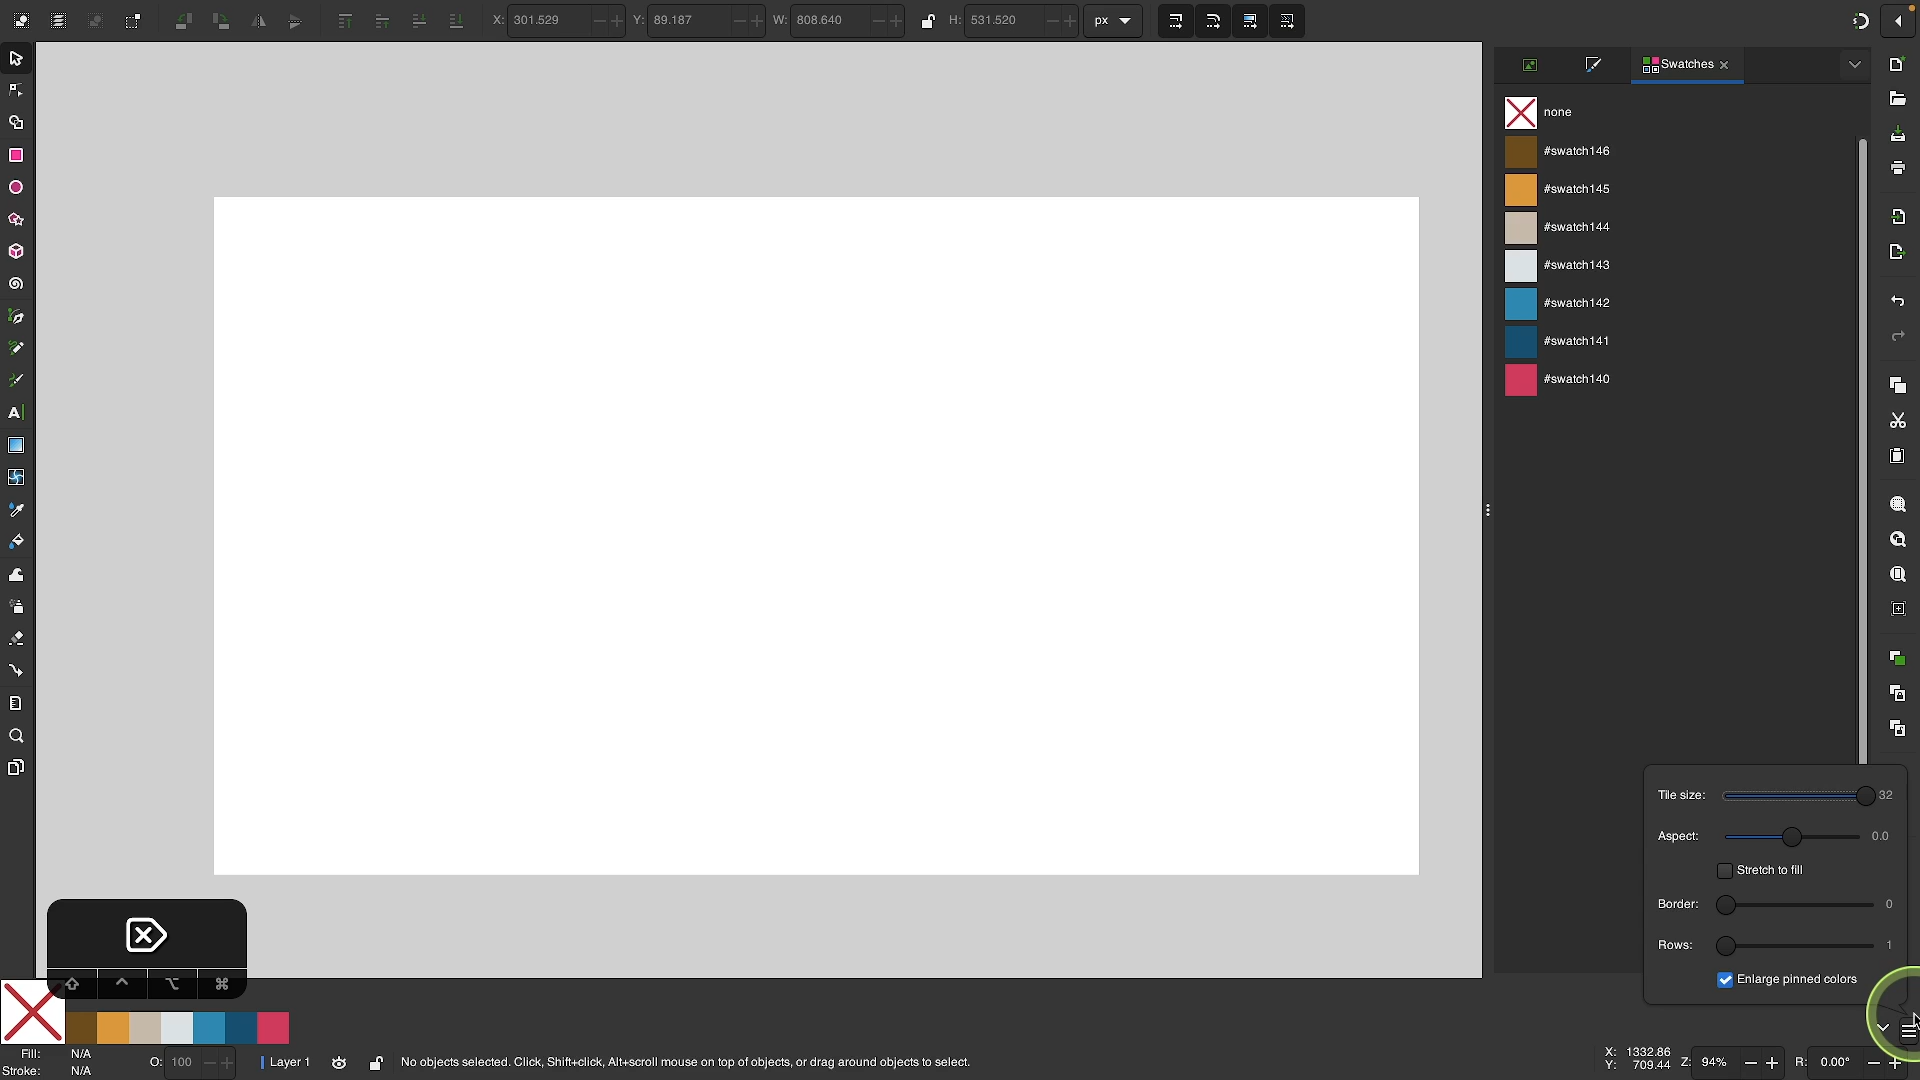 X: 301.529 Y: 89.187 W: 808.640 H: 531.520 px
Swatches
none
#swatch146
#swatch145
#swatch144
#swatch143
#swatch142
#swatch141
#swatch140
Tile size: 32
Aspect: 0.0
Stretch to fill
Border: 0
Rows: 1
Enlarge pinned colors
Fill: N/A
Stroke: N/A
O: 100
Layer 1
No objects selected. Click, Shift+click, Alt+scroll mouse on top of objects, or drag around objects to select.
X: 1332.86
Y: 709.44
Z: 94%
R: 0.00°